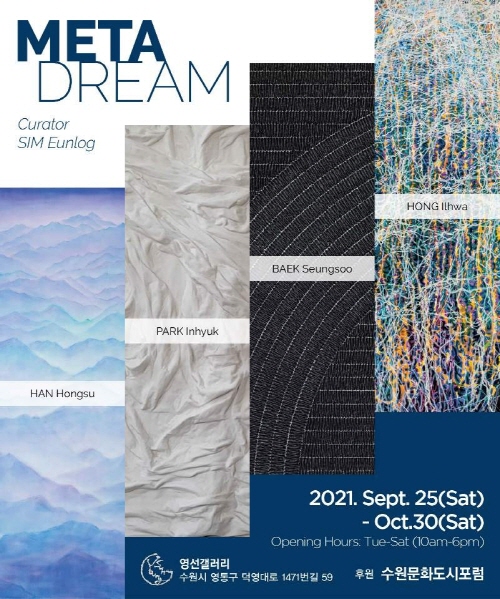 META
DREAM
Curator
SIM Eunlog
HONG Ilhwa
BAEK Seungsoo
PARK Inhyuk
HAN Hongsu
2021. Sept. 25(Sat)
- Oct.30(Sat)
Opening Hours: Tue-Sat (10am-6pm)
영선갤러리
수원시 영통구 덕영대로 1471번길 59
후원 수원문화도시포럼